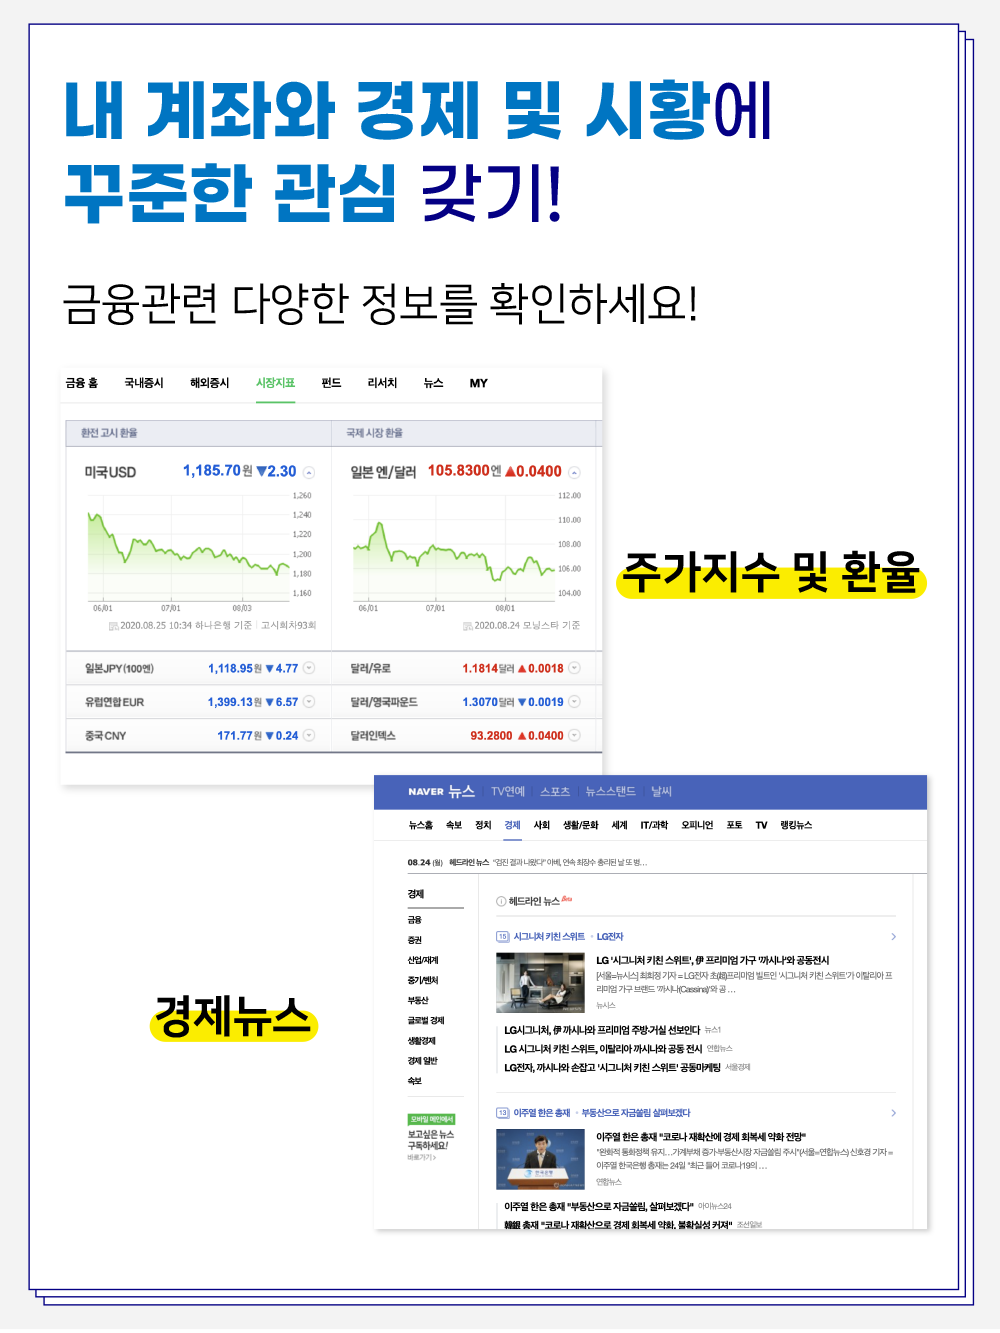 내 계좌와 경제 및 시황에
꾸준한 관심 갖기!
금융관련 다양한 정보를 확인하세요!
금융 홈 국내증시 해외증시 시장지표 펀드 리서치 뉴스 MY
환전 고시 환율 국제 시장 환율
미국 USD 1,185.70원 ▼2.30 일본 엔/달러 105.8300엔 ▲0.0400
1,260
1,240
1,220
1,200
1,180
1,160
06/01 07/01 08/03
112.00
110.00
108.00
106.00
104.00
06/01 07/01 08/01
2020.08.25 10:34 하나은행 기준 고시회차93회
2020.08.24 모닝스타 기준
일본JPY(100엔) 1,118.95원 ▼4.77 달러/유로 1.1814달러 ▲0.0018
유럽연합 EUR 1,399.13원 ▼6.57 달러/영국파운드 1.3070달러 ▼0.0019
중국 CNY 171.77원 ▼0.24 달러인덱스 93.2800 ▲0.0400
주가지수 및 환율
NAVER 뉴스 TV연예 스포츠 뉴스스탠드 날씨
뉴스홈 속보 정치 경제 사회 생활/문화 세계 IT/과학 오피니언 포토 TV 랭킹뉴스
08.24 (월) 헤드라인 뉴스 "검진 결과 나왔다" 아베, 연속 최장수 총리된 날 또 병…
경제
금융
증권
산업/재계
중기/벤처
부동산
글로벌 경제
생활경제
경제 일반
속보
모바일 메인에서
보고싶은 뉴스
구독하세요!
바로가기 >
헤드라인 뉴스 Beta
15 시그니처 키친 스위트 · LG전자
LG '시그니처 키친 스위트', 伊 프리미엄 가구 '까시나'와 공동전시
[서울=뉴시스] 최희정 기자 = LG전자 초(超)프리미엄 빌트인 '시그니처 키친 스위트'가 이탈리아 프
리미엄 가구 브랜드 '까시나(Cassina)'와 공 …
뉴시스
LG시그니처, 伊 까시나와 프리미엄 주방·거실 선보인다 뉴스1
LG 시그니처 키친 스위트, 이탈리아 까시나와 공동 전시 연합뉴스
LG전자, 까시나와 손잡고 '시그니처 키친 스위트' 공동마케팅 서울경제
13 이주열 한은 총재 · 부동산으로 자금쏠림 살펴보겠다
이주열 한은 총재 "코로나 재확산에 경제 회복세 약화 전망"
"완화적 통화정책 유지…가계부채 증가·부동산시장 자금쏠림 주시"(서울=연합뉴스) 신호경 기자 =
이주열 한국은행 총재는 24일 "최근 들어 코로나19의 …
연합뉴스
이주열 한은 총재 "부동산으로 자금쏠림, 살펴보겠다" 아이뉴스24
韓銀 총재 "코로나 재확산으로 경제 회복세 약화, 불확실성 커져" 조선일보
경제뉴스